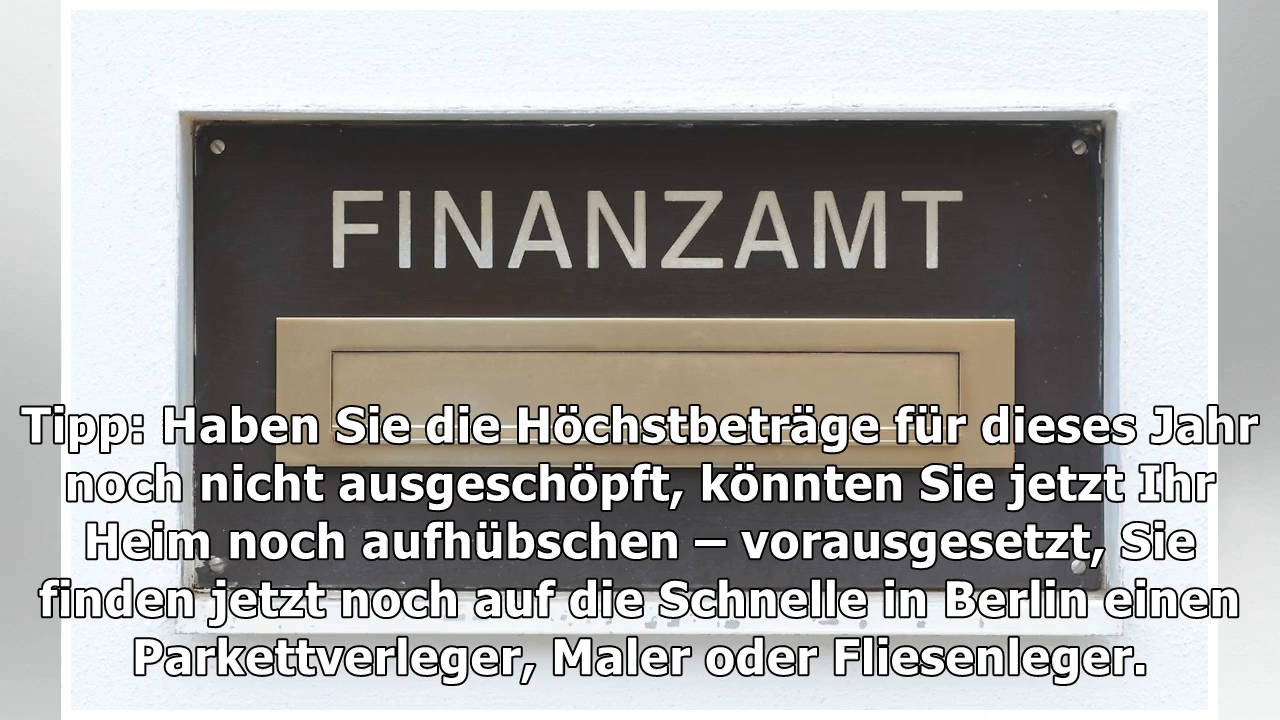 FINANZAMT
Tipp: Haben Sie die Höchstbeträge für dieses Jahr
noch nicht ausgeschöpft, könnten Sie jetzt Ihr
Heim noch aufhübschen – vorausgesetzt, Sie
finden jetzt noch auf die Schnelle in Berlin einen
Parkettverleger, Maler oder Fliesenleger.